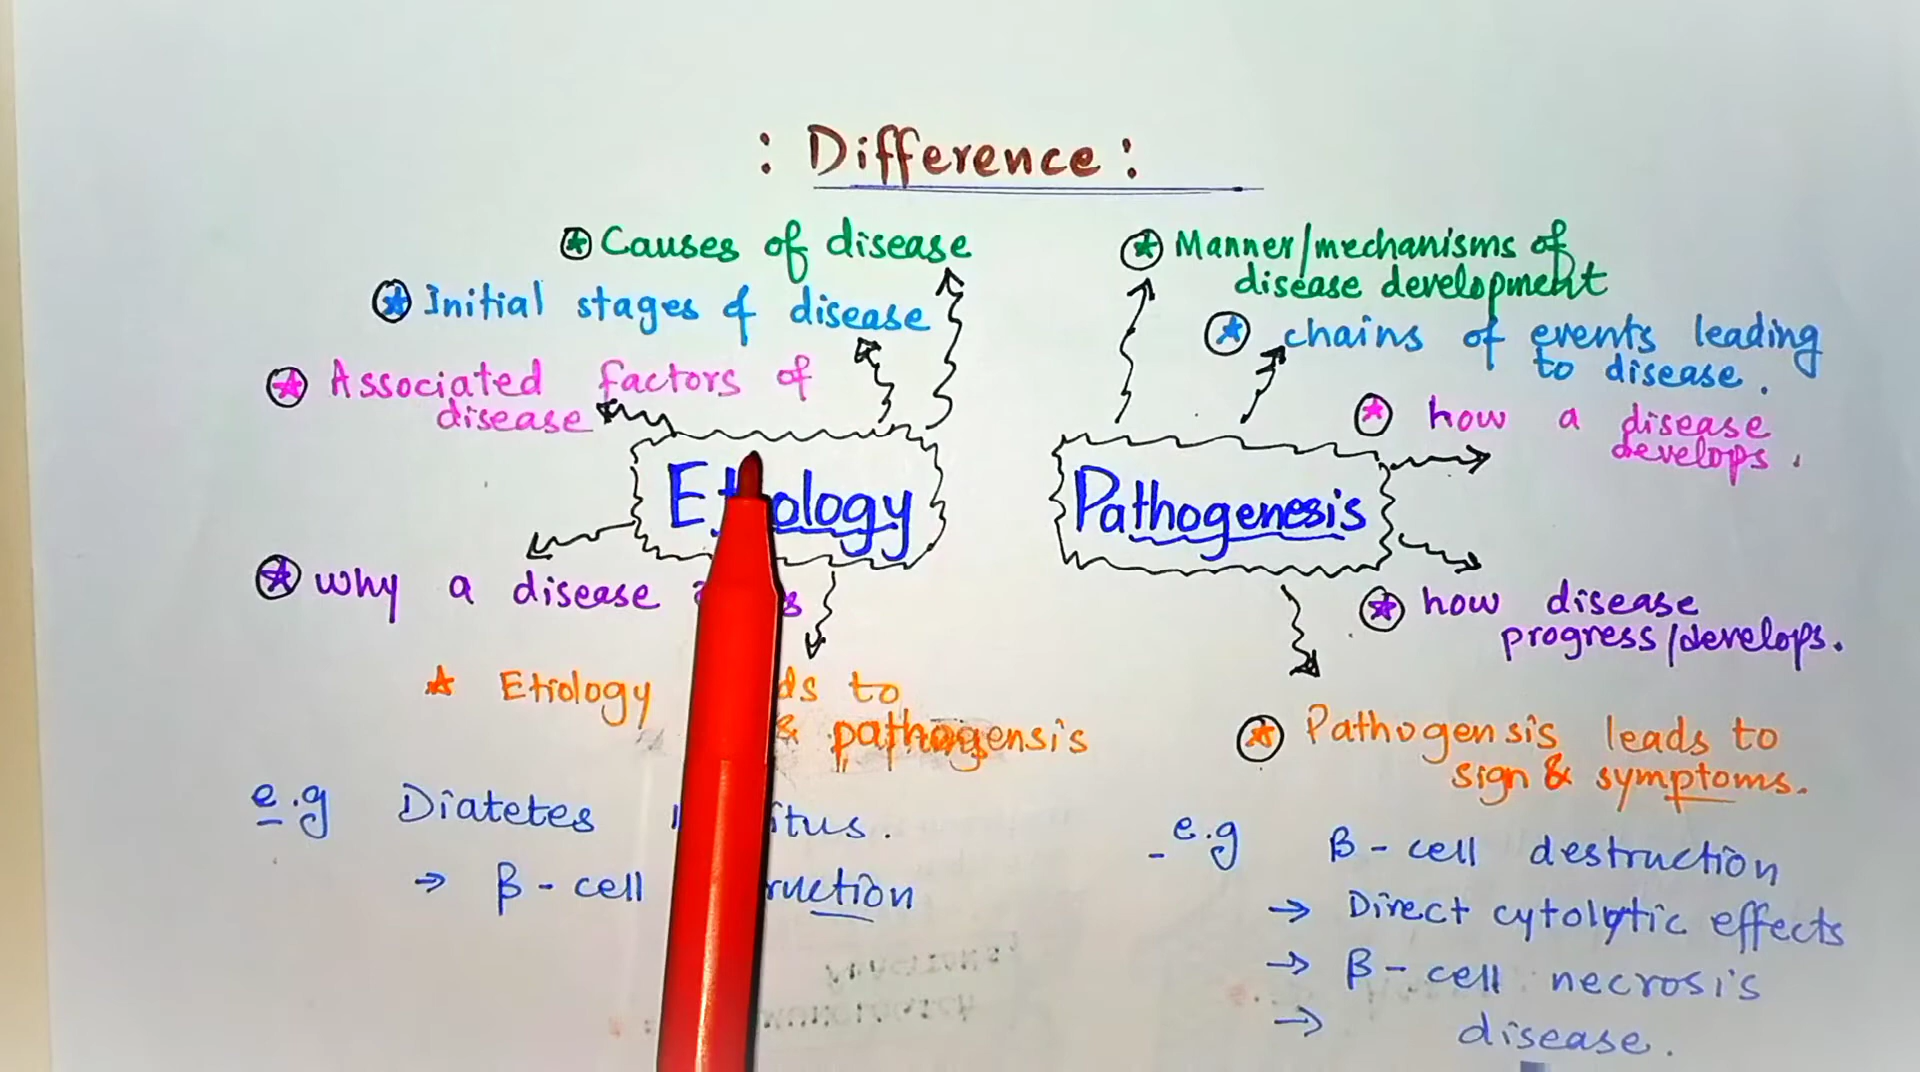 : Difference :
Causes of disease
Initial stages of disease
Associated factors of
disease
Etiology
why a disease
Etiology to
& pathogensis
e.g Diatetes
→ β-cell
Manner/mechanisms of
disease development
chains of events leading
to disease.
how a disease
develops.
Pathogenesis
how disease
progress/develops.
Pathogensis leads to
sign & symptoms.
e.g β-cell destruction
→ Direct cytolytic effects
→ β-cell necrosis
→ disease.